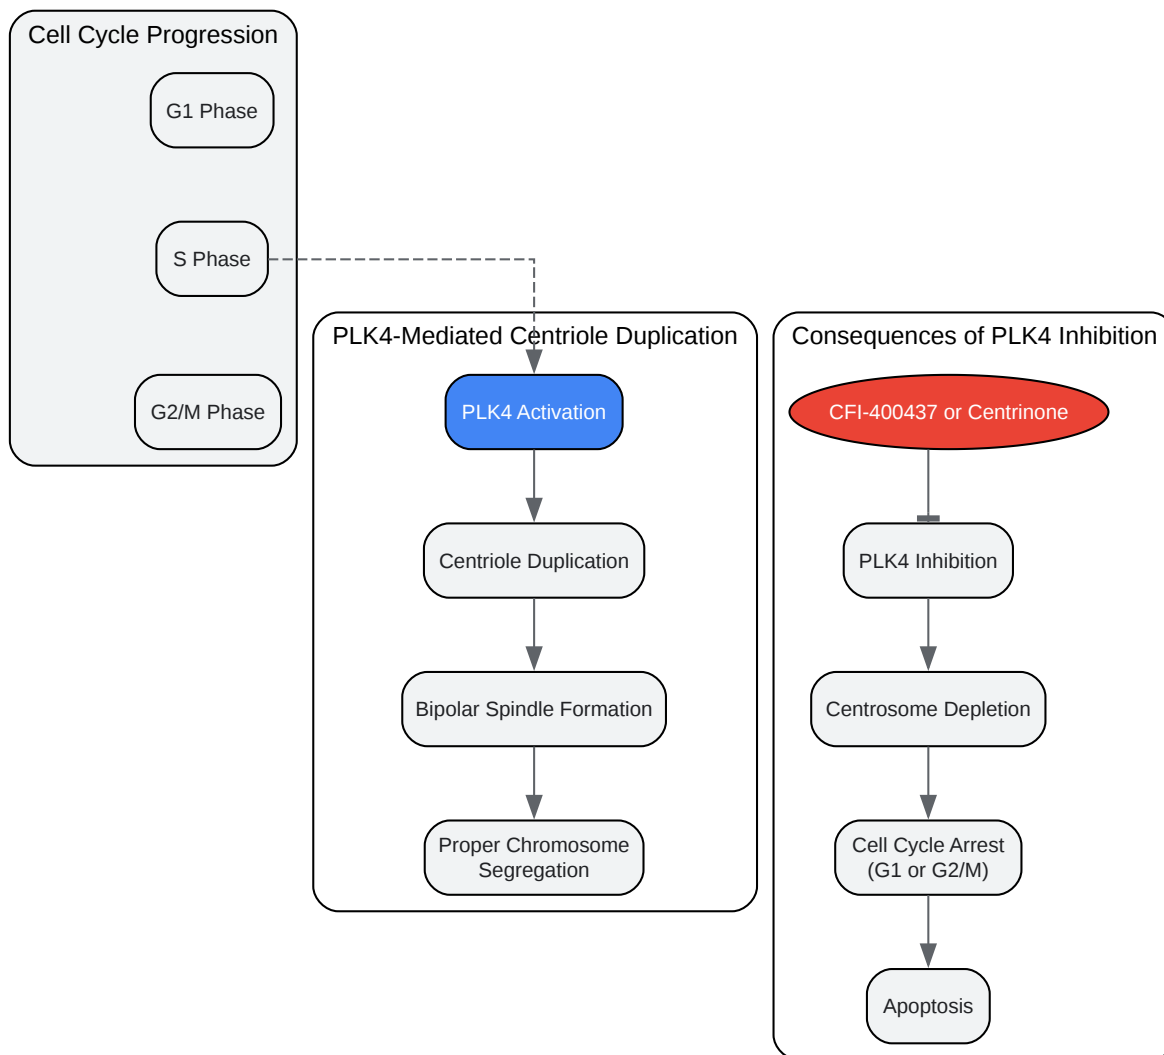 Cell Cycle Progression
G1 Phase
S Phase
G2/M Phase
PLK4-Mediated Centriole Duplication
PLK4 Activation
Centriole Duplication
Bipolar Spindle Formation
Proper Chromosome
Segregation
Consequences of PLK4 Inhibition
CFI-400437 or Centrinone
PLK4 Inhibition
Centrosome Depletion
Cell Cycle Arrest
(G1 or G2/M)
Apoptosis